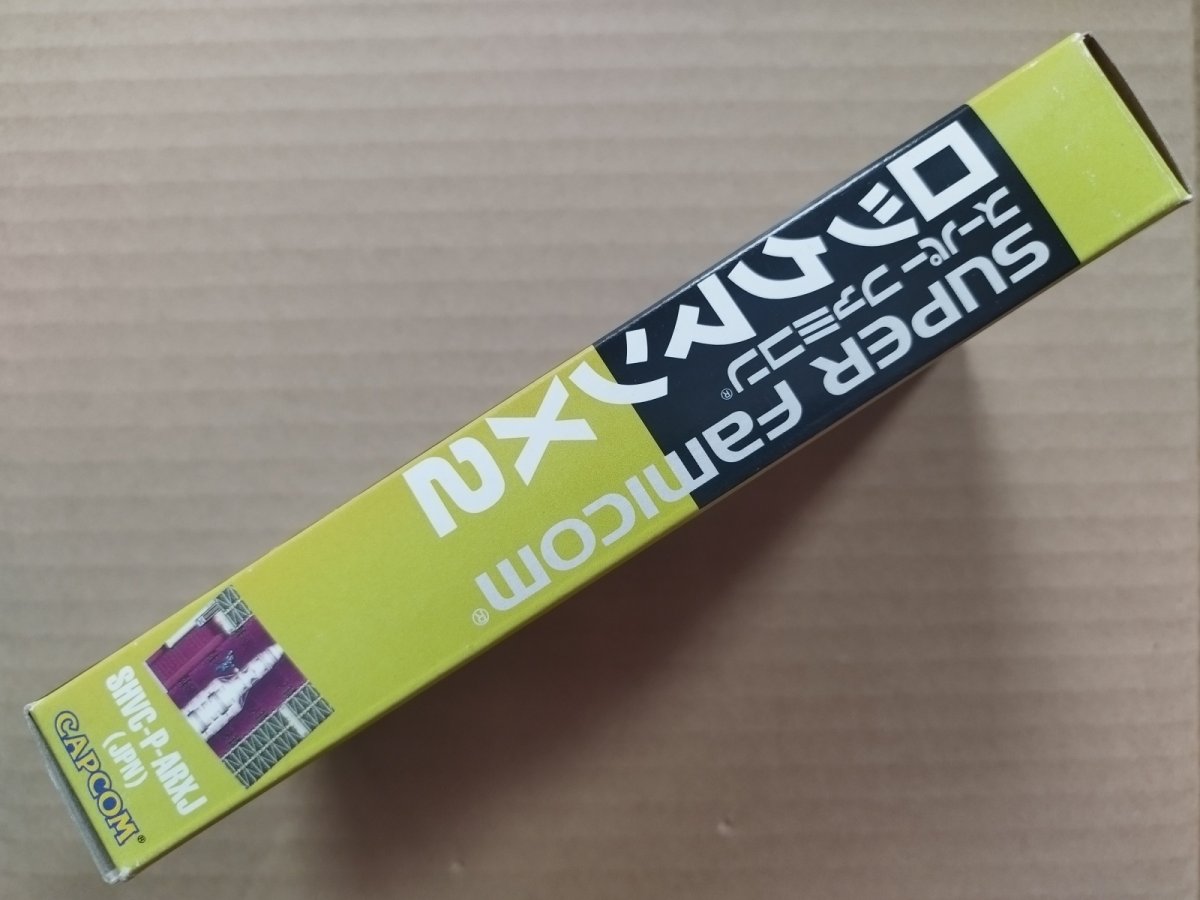 ロックマンX2
スーパーファミコン®
SUPER Famicom®
SHVC-P-ARXJ
(JPN)
CAPCOM®